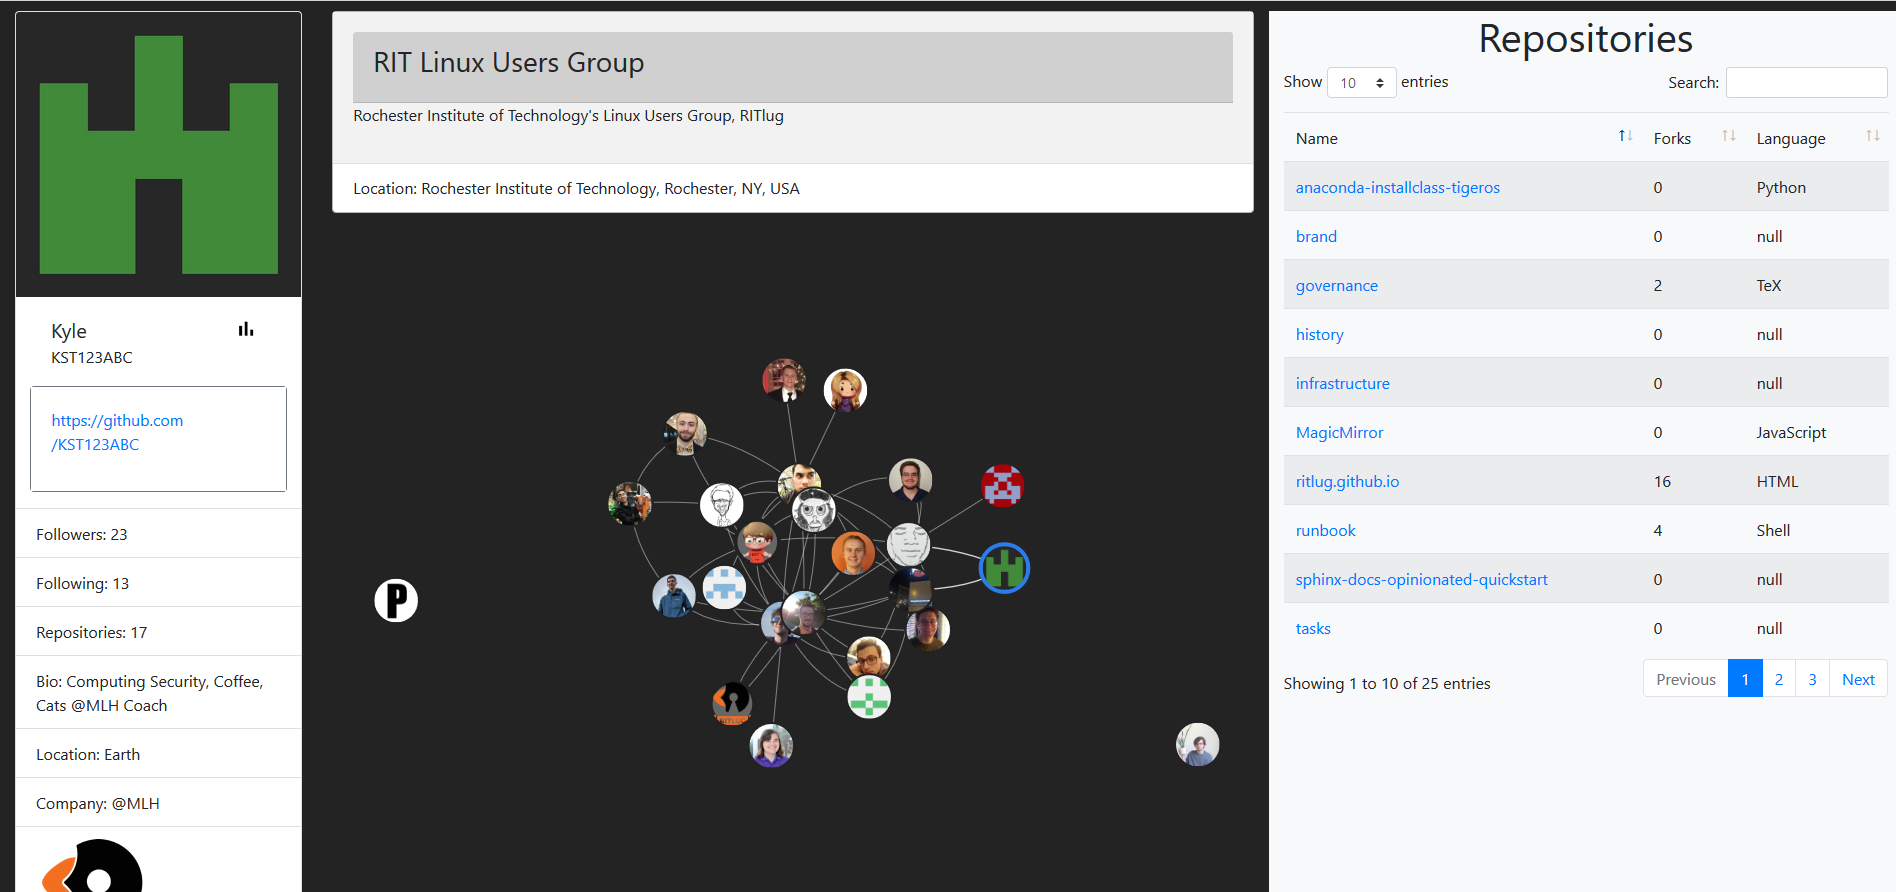 Kyle
KST123ABC
https://github.com
/KST123ABC
Followers: 23
Following: 13
Repositories: 17
Bio: Computing Security, Coffee,
Cats @MLH Coach
Location: Earth
Company: @MLH
RIT Linux Users Group
Rochester Institute of Technology's Linux Users Group, RITlug
Location: Rochester Institute of Technology, Rochester, NY, USA
P
Repositories
Show 10 entries
Search:
Name Forks Language
anaconda-installclass-tigeros 0 Python
brand 0 null
governance 2 TeX
history 0 null
infrastructure 0 null
MagicMirror 0 JavaScript
ritlug.github.io 16 HTML
runbook 4 Shell
sphinx-docs-opinionated-quickstart 0 null
tasks 0 null
Showing 1 to 10 of 25 entries
Previous 1 2 3 Next